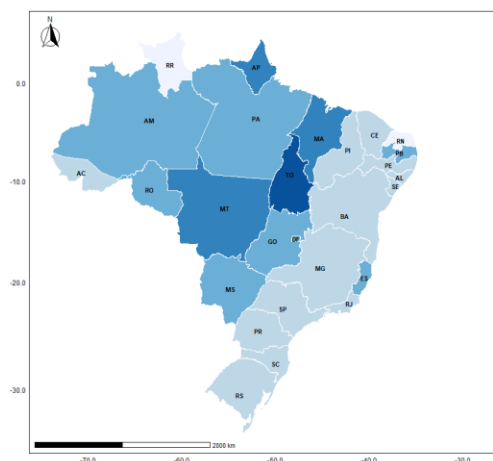 N
RR
AP
0.0
AM
PA
MA
CE
RN
PI
PB
PE
AC
TO
AL
-10.0
RO
SE
MT
BA
GO
DF
MG
-20.0
MS
ES
SP
RJ
PR
SC
-30.0
RS
2800 km
-70.0 -60.0 -50.0 -40.0 -30.0